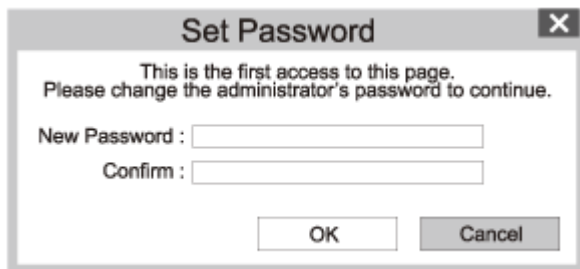 Set Password
This is the first access to this page.
Please change the administrator's password to continue.
New Password :
Confirm :
OK Cancel